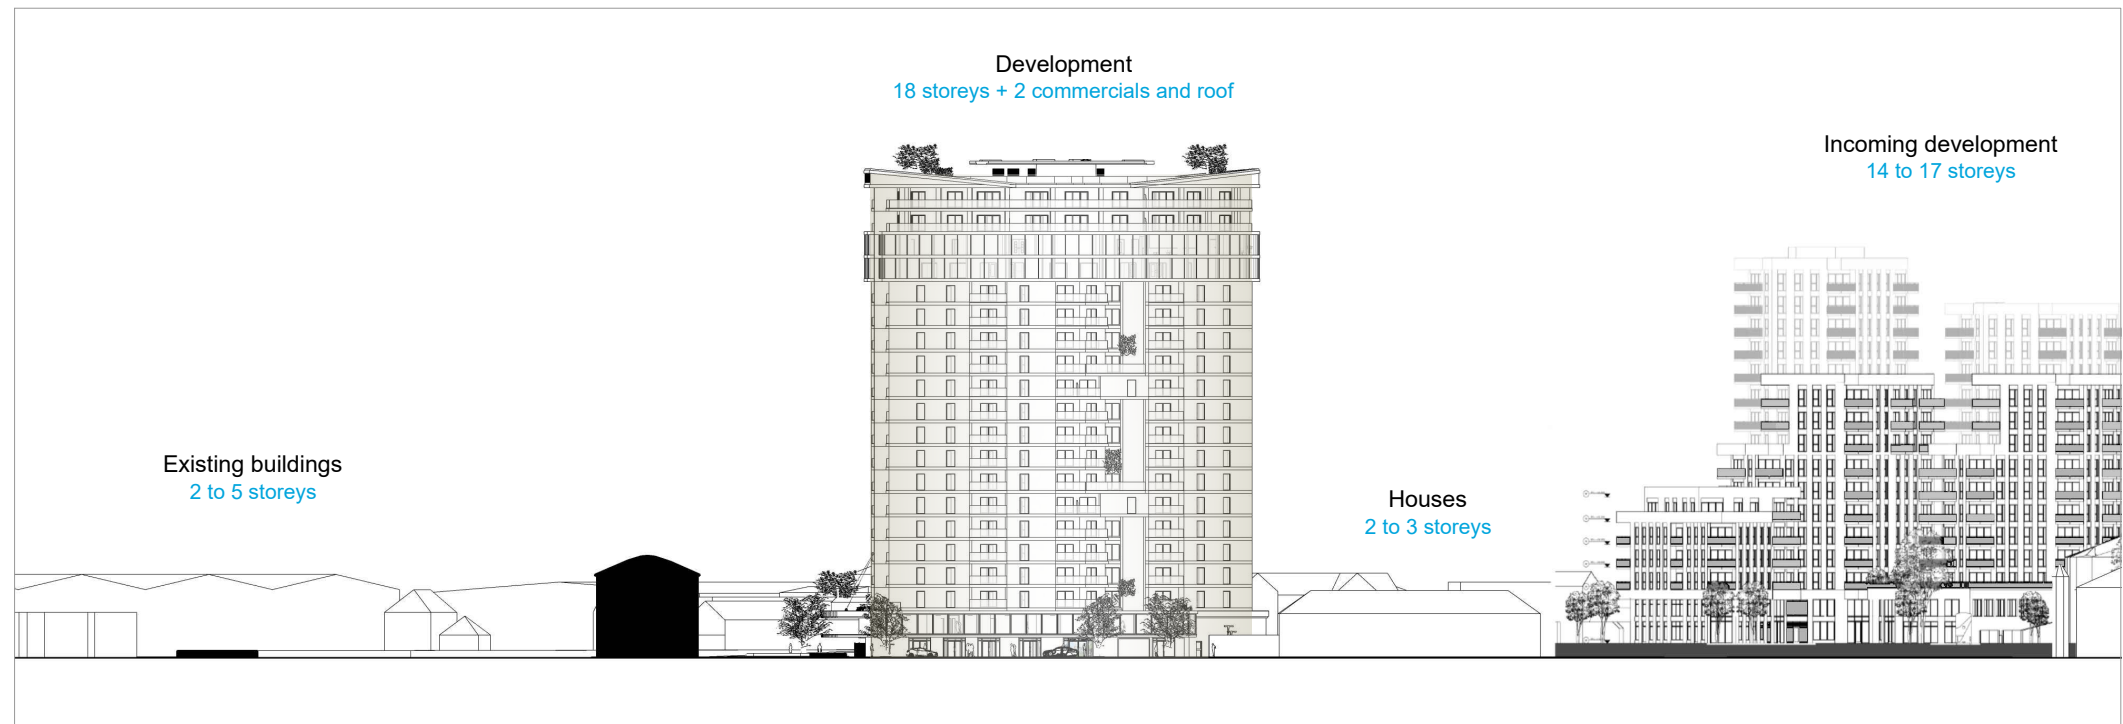 Development
18 storeys + 2 commercials and roof
Incoming development
14 to 17 storeys
Existing buildings
2 to 5 storeys
Houses
2 to 3 storeys